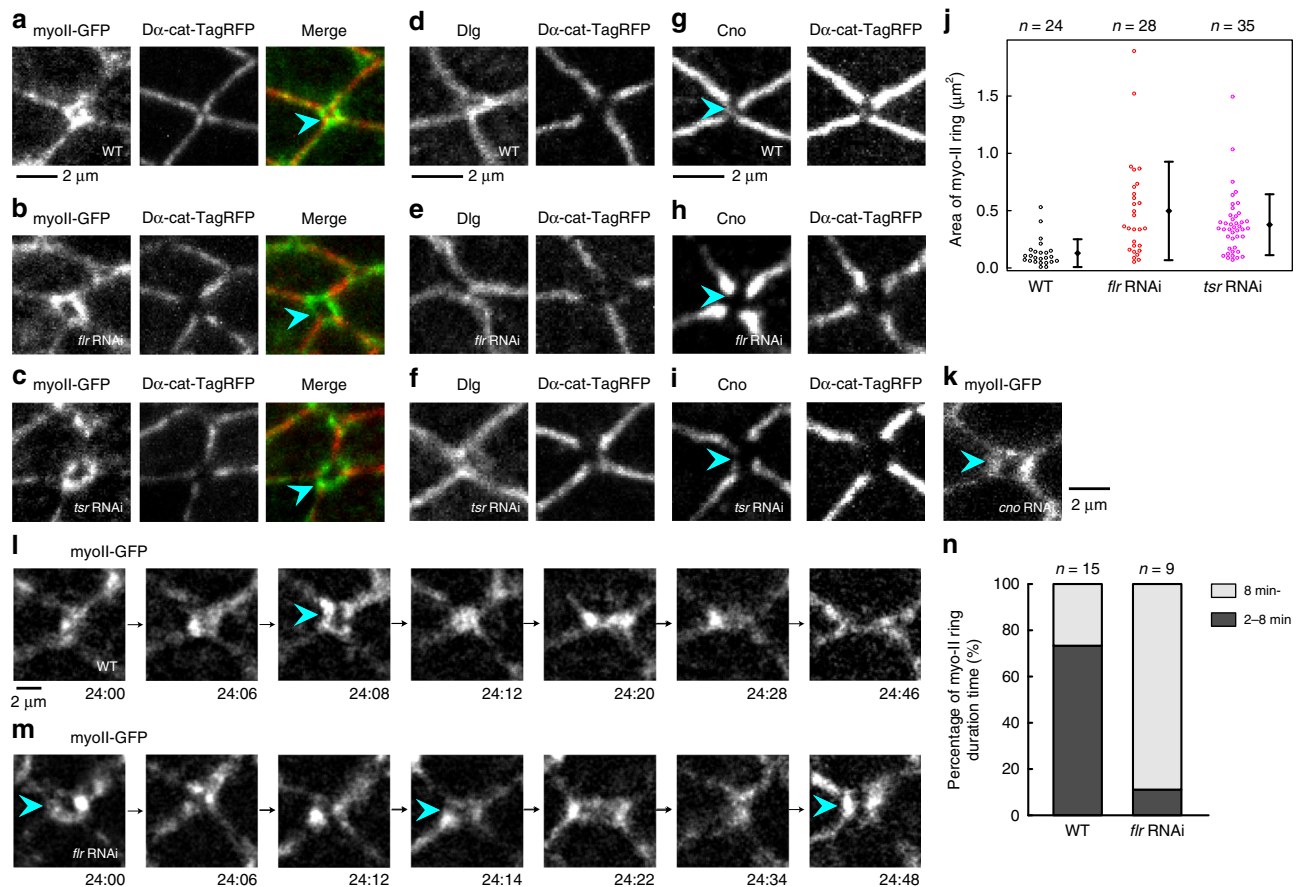 a myoII-GFP Dα-cat-TagRFP Merge
WT
2 μm
b myoII-GFP Dα-cat-TagRFP Merge
flr RNAi
c myoII-GFP Dα-cat-TagRFP Merge
tsr RNAi
d Dlg Dα-cat-TagRFP
WT
2 μm
e Dlg Dα-cat-TagRFP
flr RNAi
f Dlg Dα-cat-TagRFP
tsr RNAi
g Cno Dα-cat-TagRFP
WT
2 μm
h Cno Dα-cat-TagRFP
flr RNAi
i Cno Dα-cat-TagRFP
tsr RNAi
j
n = 24 n = 28 n = 35
Area of myo-II ring (μm²)
1.5
1.0
0.5
0.0
WT flr RNAi tsr RNAi
k myoII-GFP
cno RNAi
2 μm
l
myoII-GFP
WT
2 μm
24:00 24:06 24:08 24:12 24:20 24:28 24:46
m
myoII-GFP
flr RNAi
24:00 24:06 24:12 24:14 24:22 24:34 24:48
n
n = 15 n = 9
Percentage of myo-II ring
duration time (%)
100
80
60
40
20
0
WT flr RNAi
8 min-
2–8 min